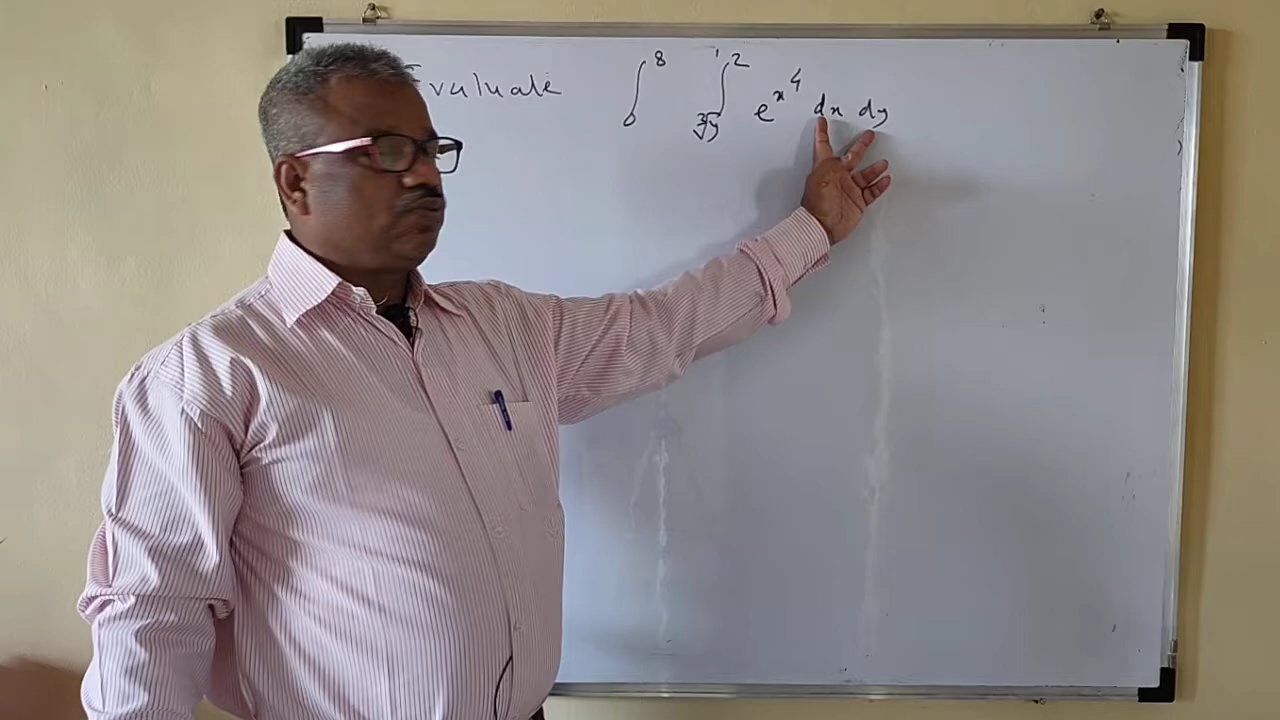 Evaluate ∫₀⁸ ∫_{∛y}² e^{x⁴} dx dy